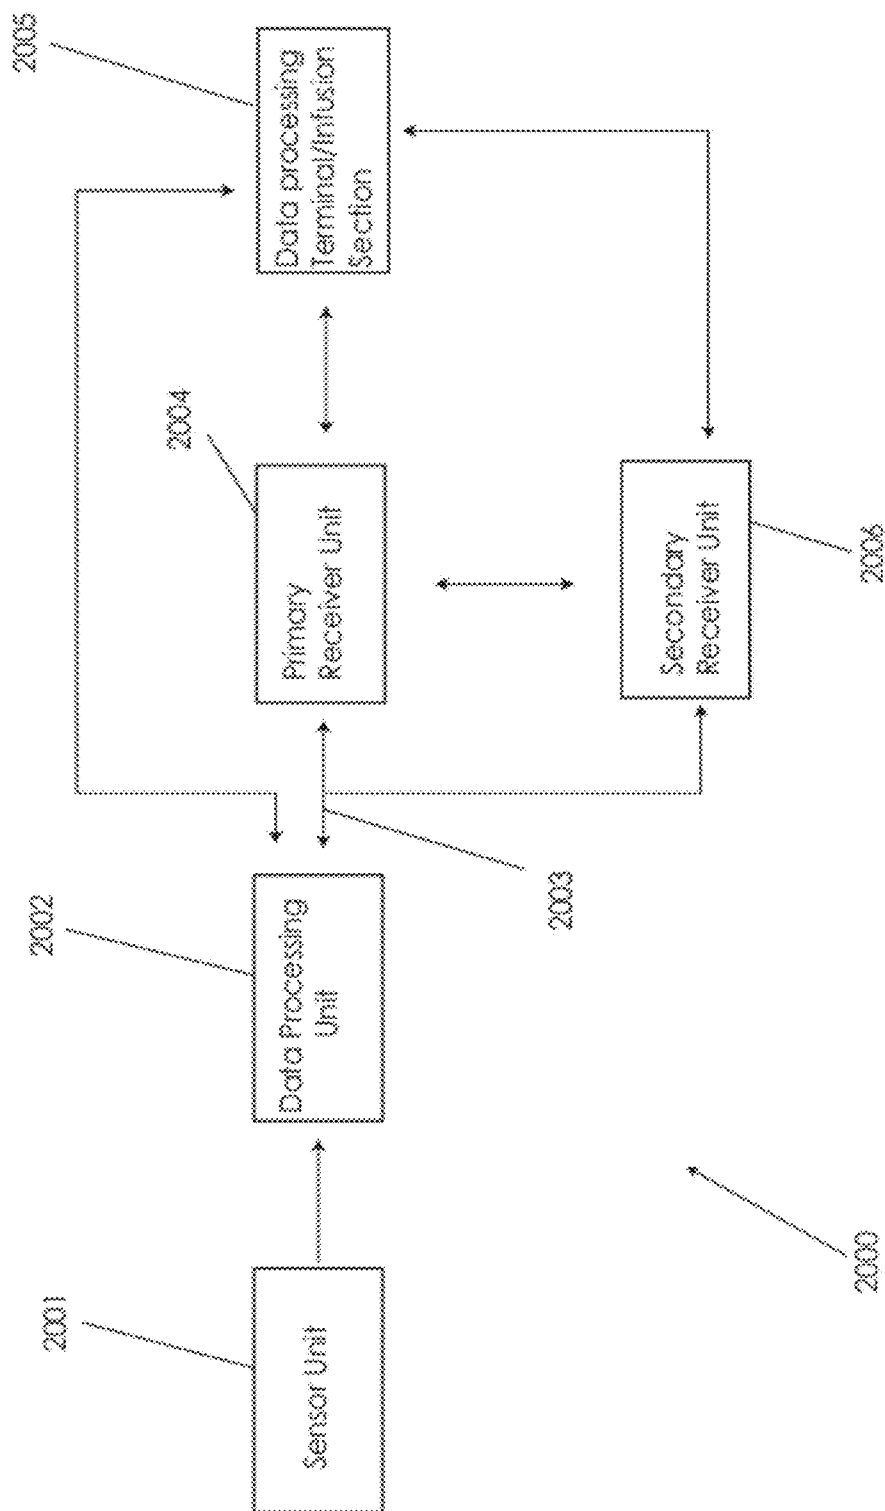 2001
2002
2004
2005
Sensor Unit
Data Processing
Unit
Primary
Receiver Unit
Data processing
Terminal/Infusion
Section
2003
Secondary
Receiver Unit
2000
2006